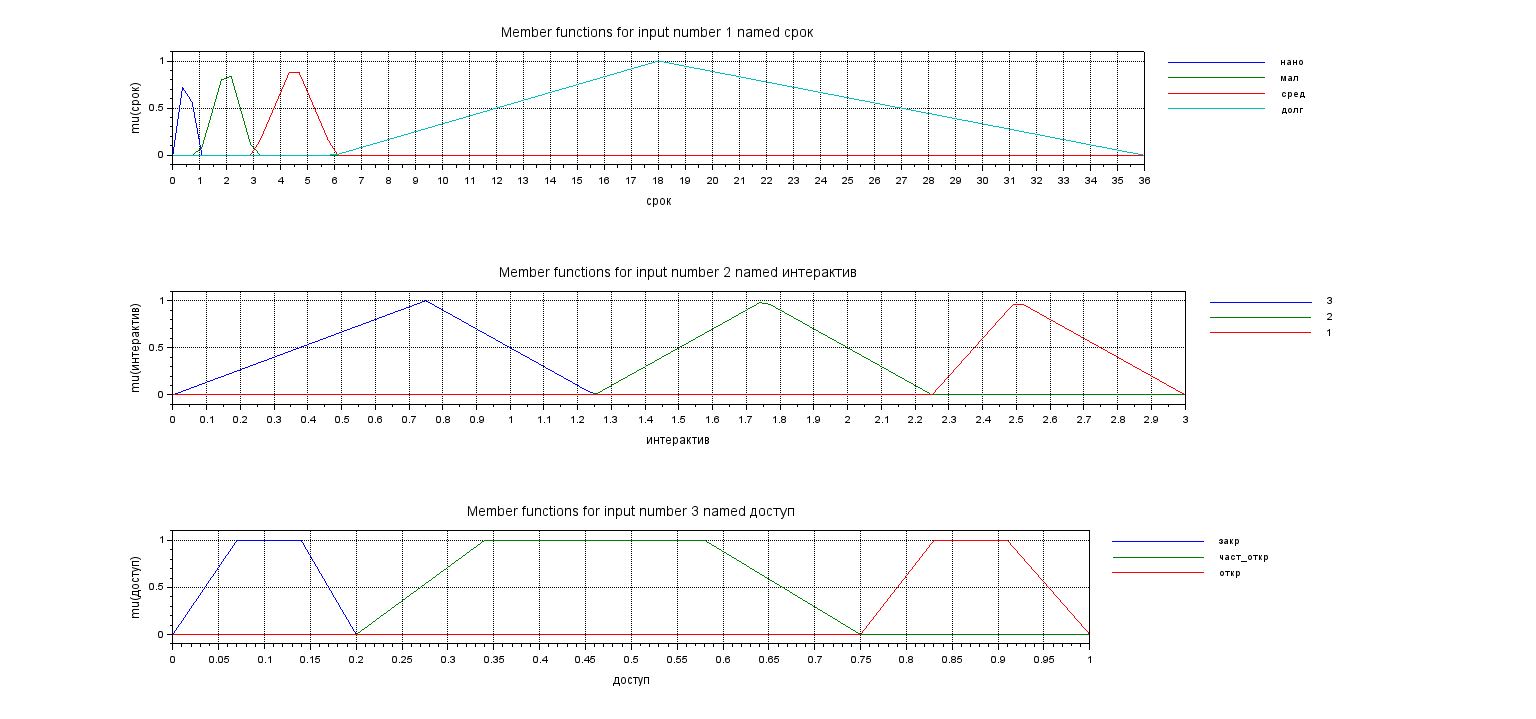 Member functions for input number 1 named срок
mu(срок)
1
0.5
0
0 1 2 3 4 5 6 7 8 9 10 11 12 13 14 15 16 17 18 19 20 21 22 23 24 25 26 27 28 29 30 31 32 33 34 35 36
срок
нано
мал
сред
долг
Member functions for input number 2 named интерактив
mu(интерактив)
1
0.5
0
0 0.1 0.2 0.3 0.4 0.5 0.6 0.7 0.8 0.9 1 1.1 1.2 1.3 1.4 1.5 1.6 1.7 1.8 1.9 2 2.1 2.2 2.3 2.4 2.5 2.6 2.7 2.8 2.9 3
интерактив
3
2
1
Member functions for input number 3 named доступ
mu(доступ)
1
0.5
0
0 0.05 0.1 0.15 0.2 0.25 0.3 0.35 0.4 0.45 0.5 0.55 0.6 0.65 0.7 0.75 0.8 0.85 0.9 0.95 1
доступ
закр
част_откр
откр